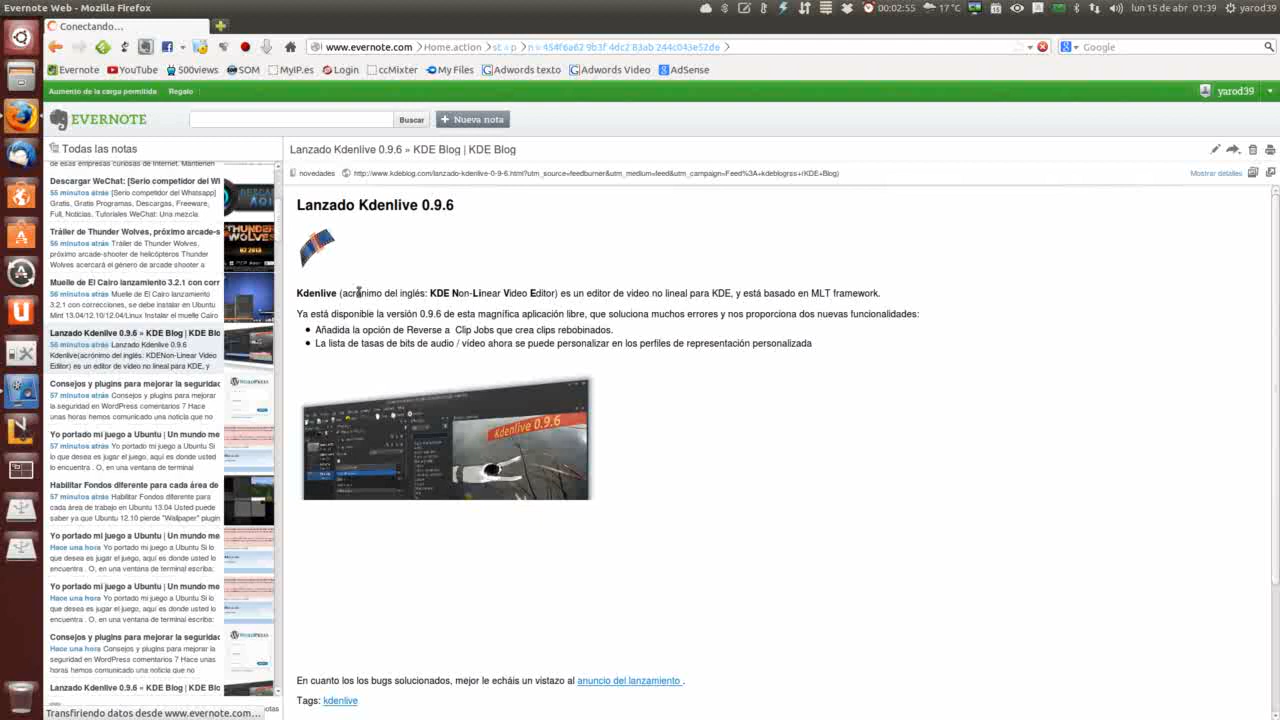 Evernote Web - Mozilla Firefox
00:03:53
17°C
lun 15 de abr 01:39
yarod39
Conectando…
www.evernote.com
Home.action
Google
Evernote
YouTube
500views
SOM
MyIP.es
Login
ccMixter
My Files
Adwords texto
Adwords Video
AdSense
Aumento de la carga permitida
Regalo
yarod39
EVERNOTE
Buscar
Nueva nota
Todas las notas
de esas empresas curiosas de Internet. Mantienen
Descargar WeChat: [Serio competidor del WI
55 minutos atrás [Serio competidor del Whatsapp]
Gratis, Gratis Programas, Descargas, Freeware,
Full, Noticias, Tutoriales WeChat: Una mezcla
Tráiler de Thunder Wolves, próximo arcade-s
56 minutos atrás Tráiler de Thunder Wolves,
próximo arcade-shooter de helicópteros Thunder
Wolves acercará el género de arcade shooter a
THUNDER
WOLVES
Muelle de El Cairo lanzamiento 3.2.1 con corr
56 minutos atrás Muelle de El Cairo lanzamiento
3.2.1 con correcciones, se debe instalar en Ubuntu
Mint 13.04/12.10/12.04/Instalar el muelle Cairo
Lanzado Kdenlive 0.9.6 » KDE Blog | KDE Blo
56 minutos atrás Lanzado Kdenlive 0.9.6
Kdenlive(acrónimo del inglés: KDENon-Linear Video
Editor) es un editor de video no lineal para KDE, y
Consejos y plugins para mejorar la seguridad
57 minutos atrás Consejos y plugins para mejorar
la seguridad en WordPress comentarios 7 Hace
unas horas hemos comunicado una noticia que no
Yo portado mi juego a Ubuntu | Un mundo me
57 minutos atrás Yo portado mi juego a Ubuntu Si
lo que desea es jugar el juego, aquí es donde usted
lo encuentra . O, en una ventana de terminal
Habilitar Fondos diferente para cada área de
57 minutos atrás Habilitar Fondos diferente para
cada área de trabajo en Ubuntu 13.04 Usted puede
saber ya que Ubuntu 12.10 pierde "Wallpaper" plugin
Yo portado mi juego a Ubuntu | Un mundo me
Hace una hora Yo portado mi juego a Ubuntu Si lo
que desea es jugar el juego, aquí es donde usted lo
encuentra . O, en una ventana de terminal escriba:
Yo portado mi juego a Ubuntu | Un mundo me
Hace una hora Yo portado mi juego a Ubuntu Si lo
que desea es jugar el juego, aquí es donde usted lo
encuentra . O, en una ventana de terminal escriba:
Consejos y plugins para mejorar la seguridad
Hace una hora Consejos y plugins para mejorar la
seguridad en WordPress comentarios 7 Hace unas
horas hemos comunicado una noticia que no
Lanzado Kdenlive 0.9.6 » KDE Blog | KDE Blo
Transfiriendo datos desde www.evernote.com…
otas
Lanzado Kdenlive 0.9.6 » KDE Blog | KDE Blog
novedades
http://www.kdeblog.com/lanzado-kdenlive-0-9-6.html?utm_source=feedburner&utm_medium=feed&utm_campaign=Feed%3A+kdeblogrss+(KDE+Blog)
Mostrar detalles
Lanzado Kdenlive 0.9.6
Kdenlive (acrónimo del inglés: KDE Non-Linear Video Editor) es un editor de video no lineal para KDE, y está basado en MLT framework.
Ya está disponible la versión 0.9.6 de esta magnífica aplicación libre, que soluciona muchos errores y nos proporciona dos nuevas funcionalidades:
Añadida la opción de Reverse a Clip Jobs que crea clips rebobinados.
La lista de tasas de bits de audio / vídeo ahora se puede personalizar en los perfiles de representación personalizada
Kdenlive 0.9.6
En cuanto los los bugs solucionados, mejor le echáis un vistazo al anuncio del lanzamiento .
Tags: kdenlive